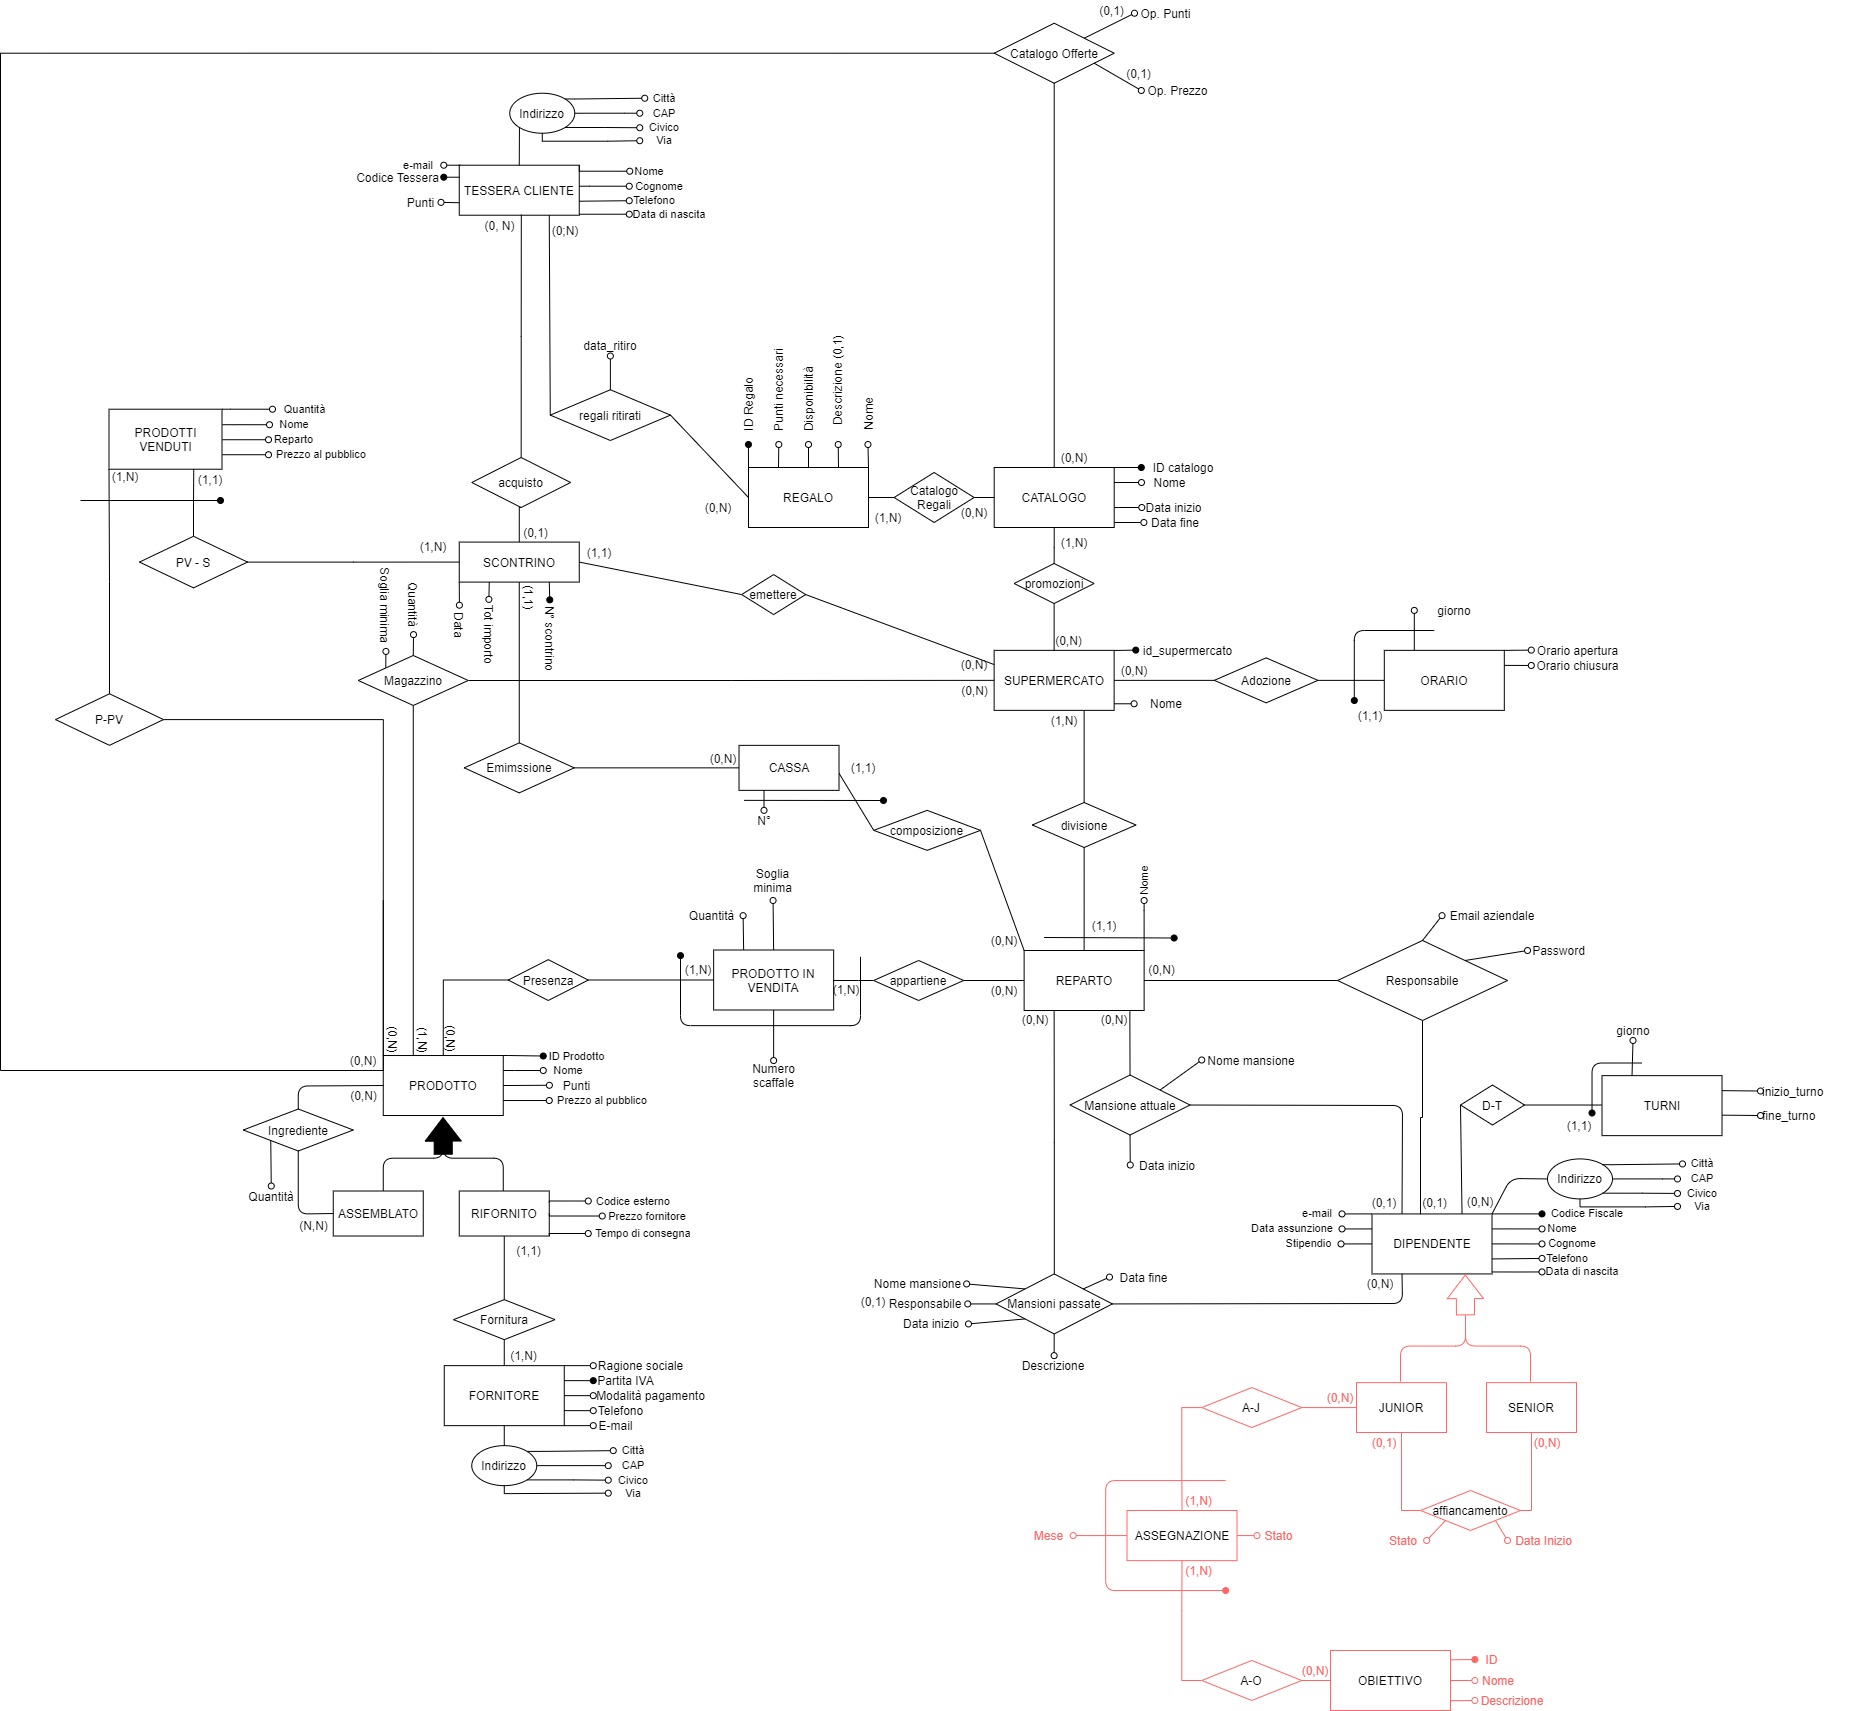 (0,1)
Op. Punti
Catalogo Offerte
(0,1)
Op. Prezzo
Indirizzo
Città
CAP
Civico
Via
e-mail
Codice Tessera
Punti
TESSERA CLIENTE
Nome
Cognome
Telefono
Data di nascita
(0, N)
(0;N)
data_ritiro
regali ritirati
ID Regalo
Punti necessari
Disponibilità
Descrizione (0,1)
Nome
PRODOTTI
VENDUTI
Quantità
Nome
Reparto
Prezzo al pubblico
(1,N)
(1,1)
acquisto
(0,N)
REGALO
(1,N)
Catalogo
Regali
(0,N)
(0,N)
CATALOGO
ID catalogo
Nome
Data inizio
Data fine
(1,N)
PV - S
(1,N)
(0,1)
SCONTRINO
(1,1)
(1,1)
Data
Tot importo
N° scontrino
emettere
promozioni
Soglia minima
Quantità
Magazzino
(0,N)
(0,N)
(0,N)
SUPERMERCATO
id_supermercato
(0,N)
Nome
(1,N)
Adozione
giorno
ORARIO
Orario apertura
Orario chiusura
(1,1)
P-PV
Emimssione
(0,N)
CASSA
(1,1)
N°
composizione
divisione
Soglia
minima
Quantità
Nome
(1,1)
(0,N)
Presenza
(1,N)
PRODOTTO IN
VENDITA
(1,N)
appartiene
(0,N)
REPARTO
(0,N)
(0,N)
(0,N)
Responsabile
Email aziendale
Password
Numero
scaffale
(0,N)
(1,N)
(0,N)
(0,N)
(0,N)
PRODOTTO
ID Prodotto
Nome
Punti
Prezzo al pubblico
Ingrediente
Quantità
(N,N)
ASSEMBLATO
RIFORNITO
Codice esterno
Prezzo fornitore
Tempo di consegna
(1,1)
Nome mansione
Mansione attuale
Data inizio
D-T
giorno
TURNI
(1,1)
inizio_turno
fine_turno
Indirizzo
Città
CAP
Civico
Via
(0,1)
(0,1)
(0,N)
e-mail
Data assunzione
Stipendio
DIPENDENTE
Codice Fiscale
Nome
Cognome
Telefono
Data di nascita
(0,N)
Nome mansione
(0,1) Responsabile
Data inizio
Mansioni passate
Data fine
Descrizione
Fornitura
(1,N)
FORNITORE
Ragione sociale
Partita IVA
Modalità pagamento
Telefono
E-mail
Indirizzo
Città
CAP
Civico
Via
A-J
(0,N)
JUNIOR
SENIOR
(0,1)
(0,N)
affiancamento
Stato
Data Inizio
(1,N)
Mese
ASSEGNAZIONE
Stato
(1,N)
A-O
(0,N)
OBIETTIVO
ID
Nome
Descrizione